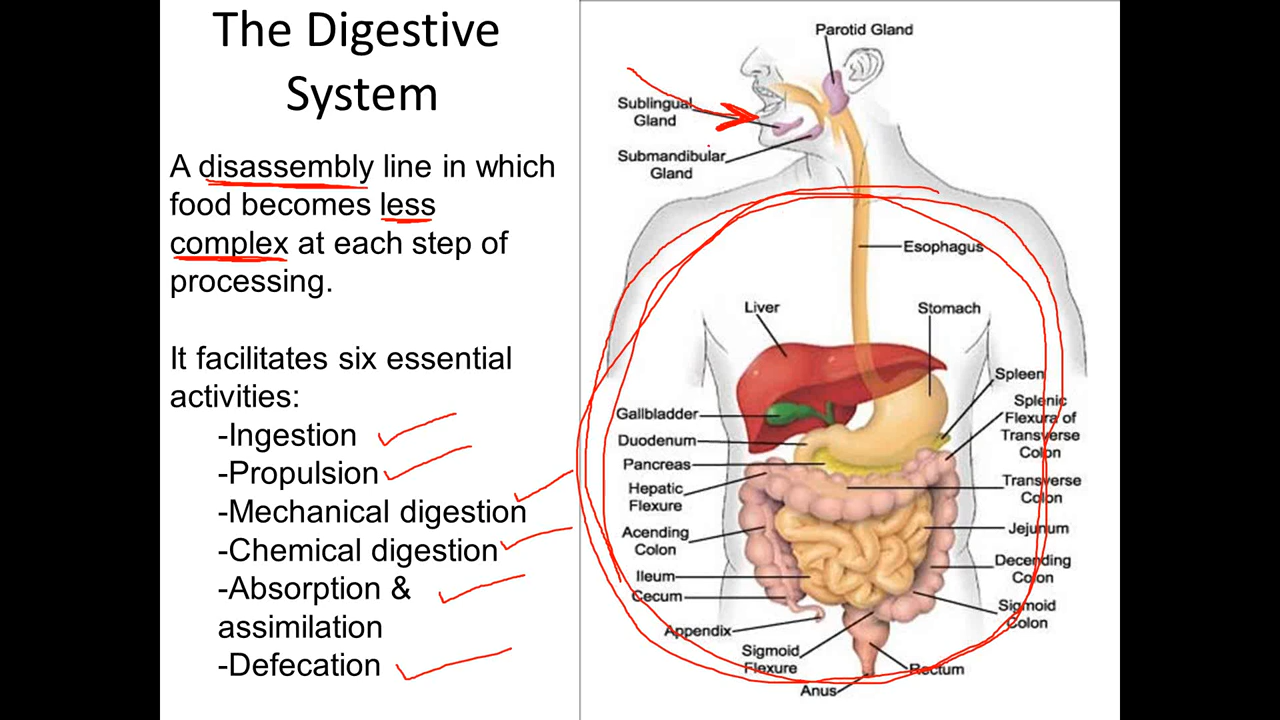 The Digestive
System
A disassembly line in which
food becomes less
complex at each step of
processing.
It facilitates six essential
activities:
-Ingestion
-Propulsion
-Mechanical digestion
-Chemical digestion
-Absorption &
assimilation
-Defecation
Parotid Gland
Sublingual
Gland
Submandibular
Gland
Esophagus
Liver
Stomach
Spleen
Splenic
Flexura of
Transverse
Colon
Gallbladder
Duodenum
Pancreas
Hepatic
Flexure
Transverse
Colon
Acending
Colon
Jejunum
Decending
Colon
Ileum
Cecum
Sigmoid
Colon
Appendix
Sigmoid
Flexure
Rectum
Anus